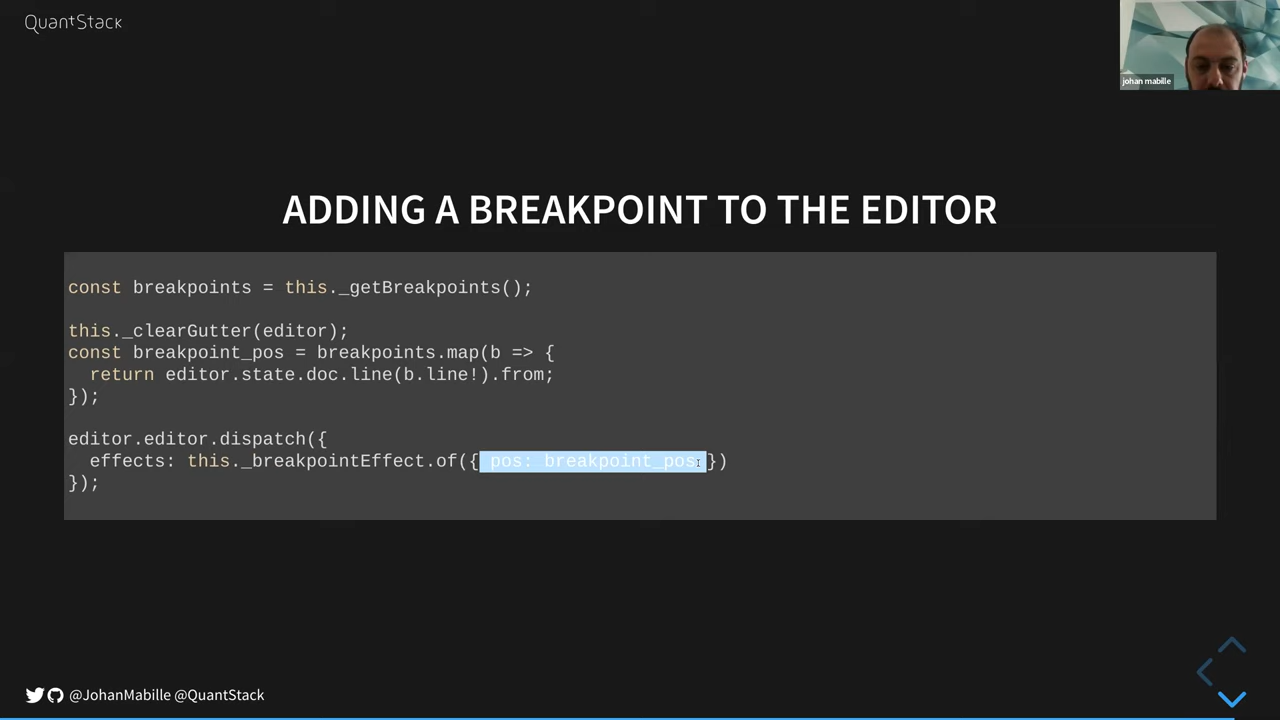 QuantStack
johan mabille
ADDING A BREAKPOINT TO THE EDITOR
const breakpoints = this._getBreakpoints();
this._clearGutter(editor);
const breakpoint_pos = breakpoints.map(b => {
  return editor.state.doc.line(b.line!).from;
});
editor.editor.dispatch({
  effects: this._breakpointEffect.of({ pos: breakpoint_pos })
});
@JohanMabille @QuantStack